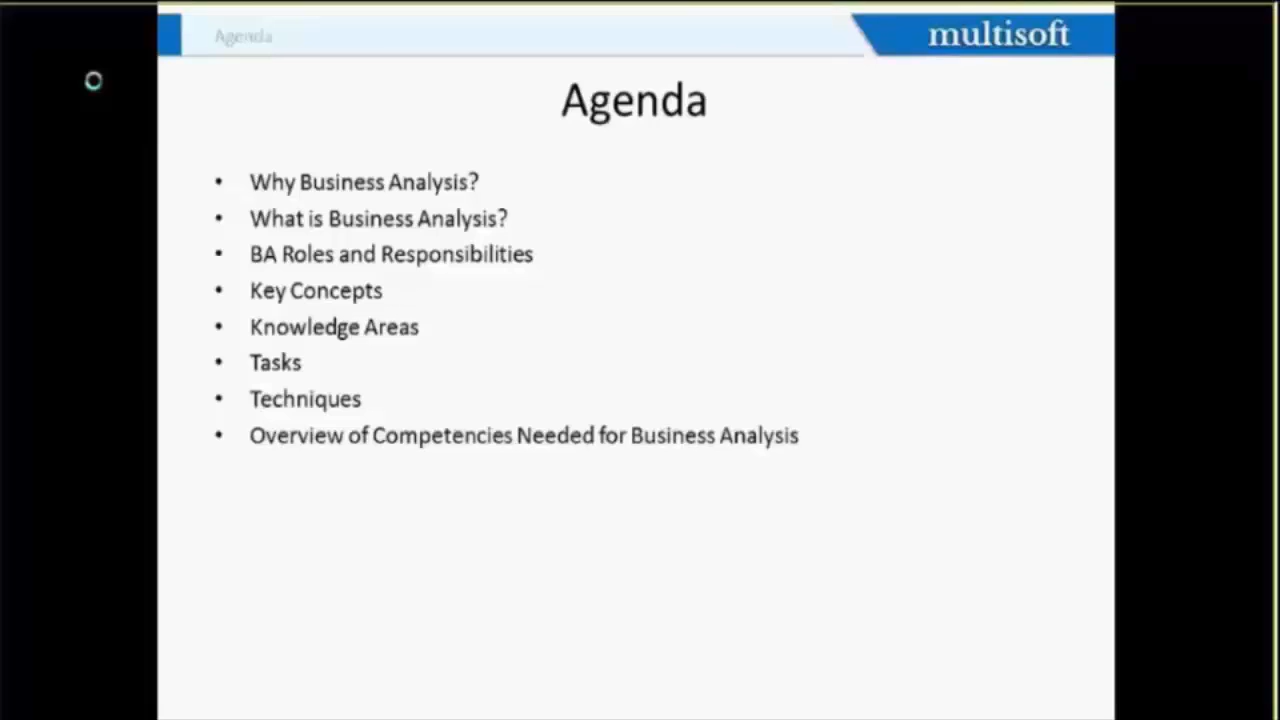 Agenda
multisoft
Agenda
• Why Business Analysis?
• What is Business Analysis?
• BA Roles and Responsibilities
• Key Concepts
• Knowledge Areas
• Tasks
• Techniques
• Overview of Competencies Needed for Business Analysis